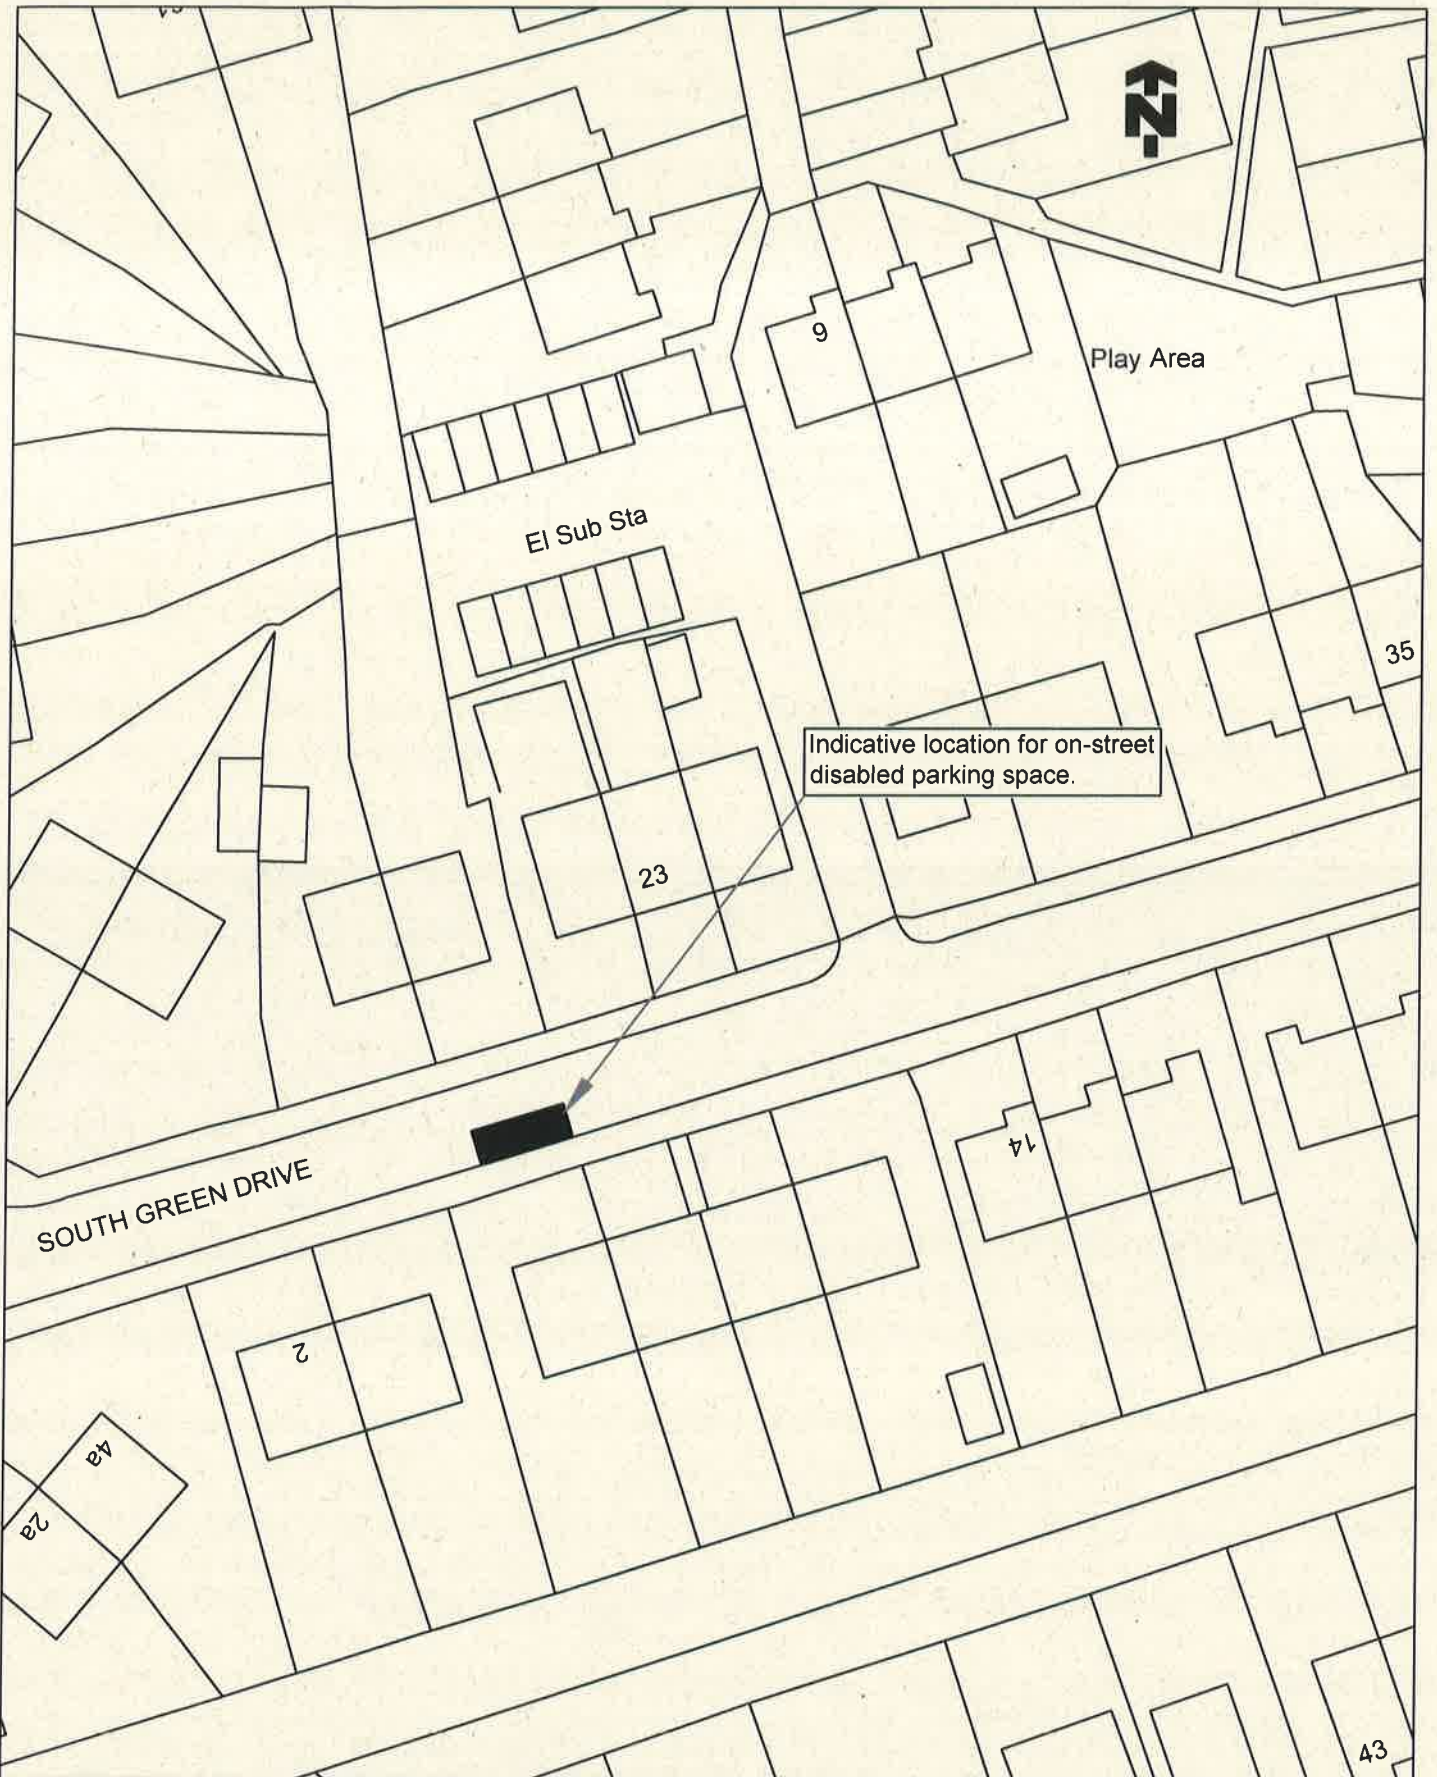 N
9
Play Area
El Sub Sta
35
Indicative location for on-street
disabled parking space.
23
14
SOUTH GREEN DRIVE
2
4a
2a
43